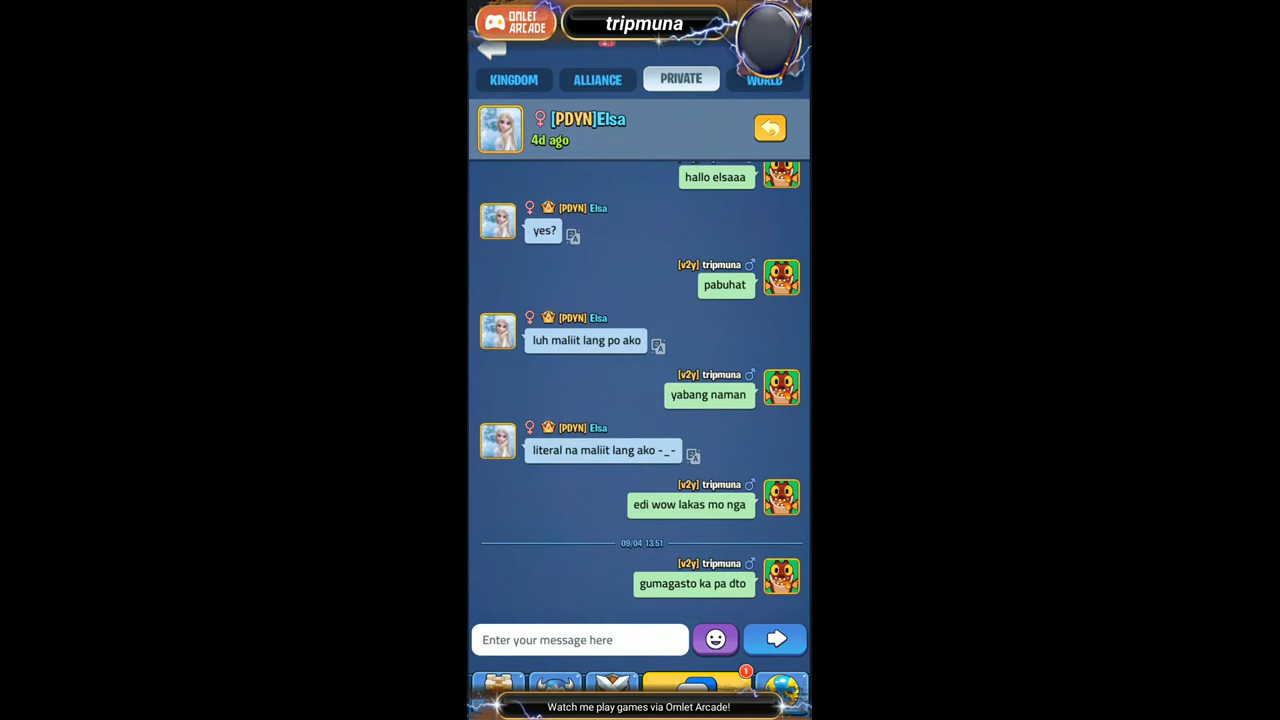 OMLET
ARCADE
tripmuna
KINGDOM
ALLIANCE
PRIVATE
WORLD
[PDYN]Elsa
4d ago
hallo elsaaa
[PDYN] Elsa
yes?
[v2y] tripmuna
pabuhat
[PDYN] Elsa
luh maliit lang po ako
[v2y] tripmuna
yabang naman
[PDYN] Elsa
literal na maliit lang ako -_-
[v2y] tripmuna
edi wow lakas mo nga
09/04 13:51
[v2y] tripmuna
gumagasto ka pa dto
Enter your message here
1
Watch me play games via Omlet Arcade!